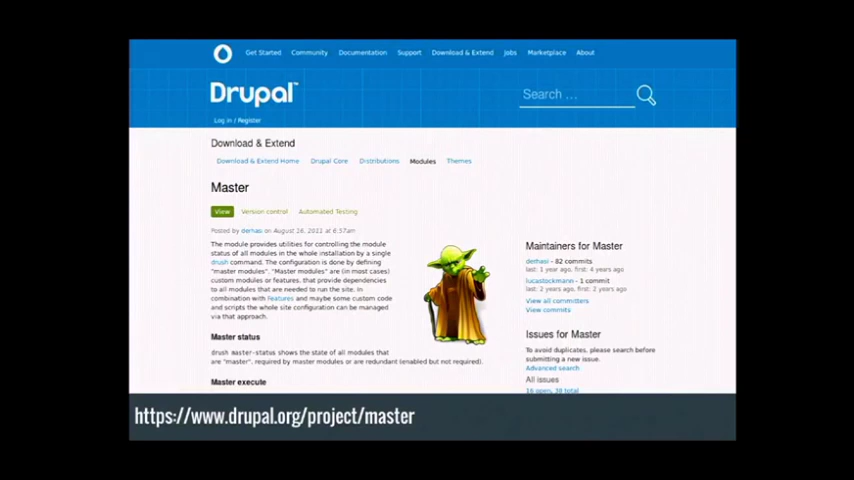 Get Started Community Documentation Support Download & Extend Jobs Marketplace About
Drupal™
Search ...
Log in / Register
Download & Extend
Download & Extend Home Drupal Core Distributions Modules Themes
Master
View Version control Automated Testing
Posted by derhasi on August 16, 2011 at 6:57am
The module provides utilities for controlling the module
status of all modules in the whole installation by a single
drush command. The configuration is done by defining
"master modules". "Master modules" are (in most cases)
custom modules or features, that provide dependencies
to all modules that are needed to run the site. In
combination with Features and maybe some custom code
and scripts the whole site configuration can be managed
via that approach.
Master status
drush master-status shows the state of all modules that
are "master", required by master modules or are redundant (enabled but not required).
Master execute
Maintainers for Master
derhasi - 82 commits
last: 1 year ago, first: 4 years ago
lucastockmann - 1 commit
last: 2 years ago, first: 2 years ago
View all committers
View commits
Issues for Master
To avoid duplicates, please search before
submitting a new issue.
Advanced search
All issues
16 open, 38 total
https://www.drupal.org/project/master